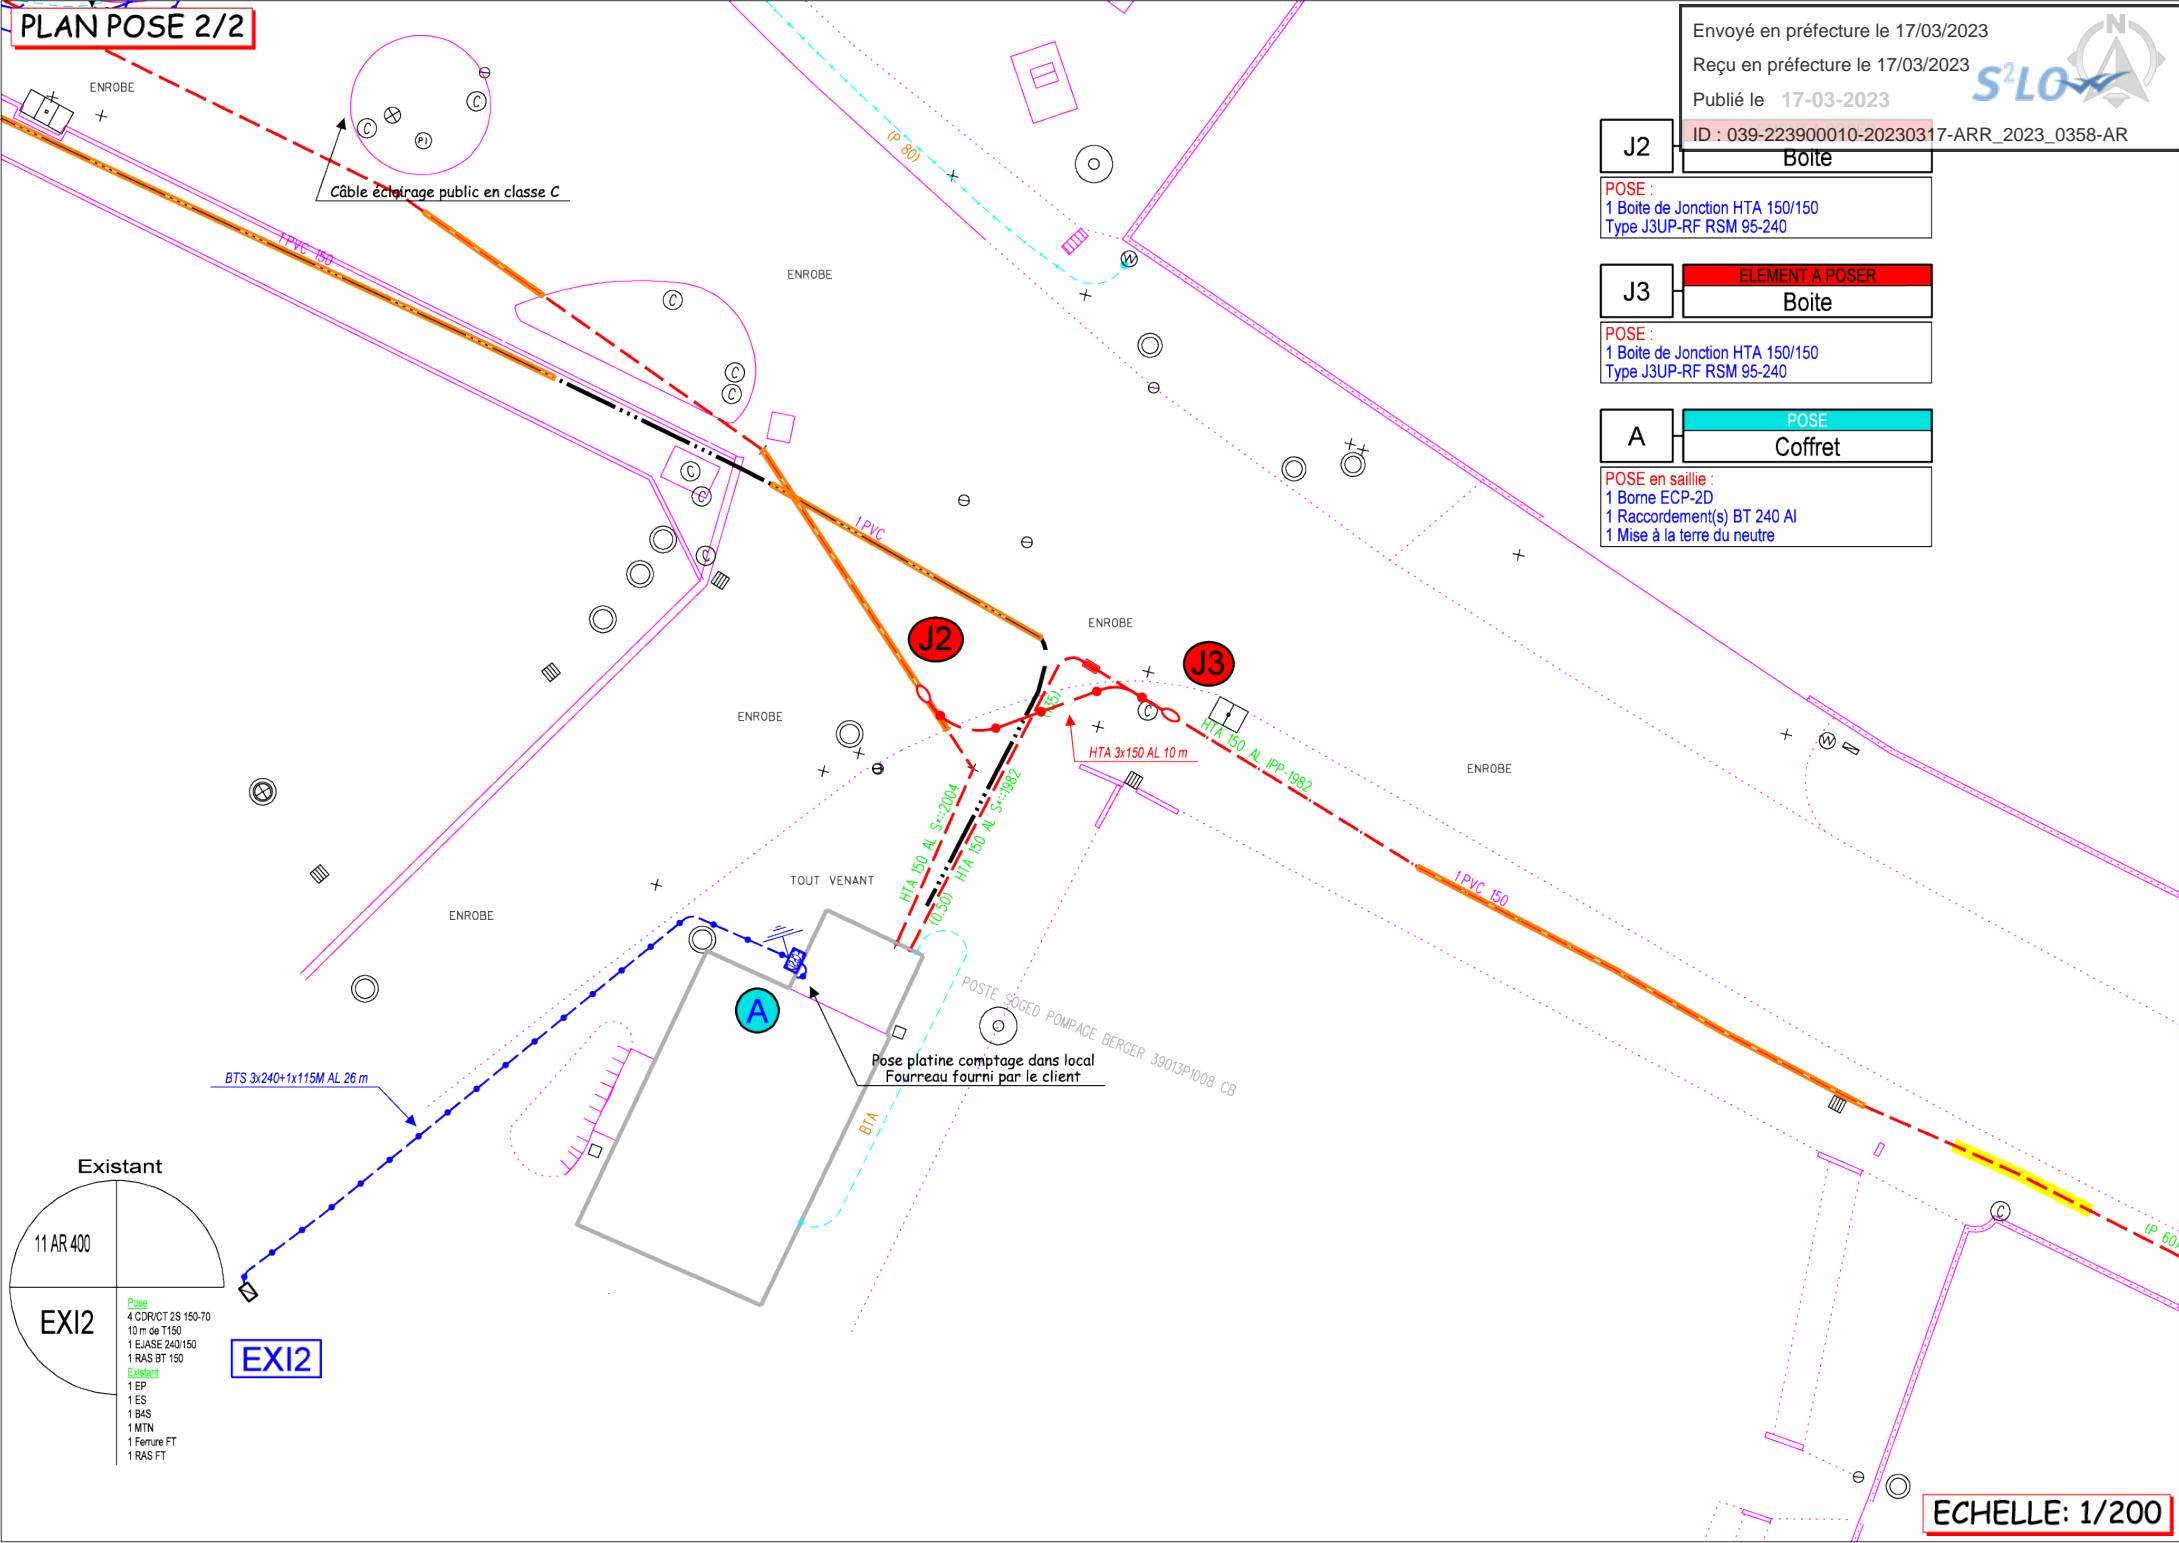 PLAN POSE 2/2
Envoyé en préfecture le 17/03/2023
Reçu en préfecture le 17/03/2023
Publié le 17-03-2023
S²LO
N
ID : 039-223900010-20230317-ARR_2023_0358-AR
J2
Boite
POSE :
1 Boite de Jonction HTA 150/150
Type J3UP-RF RSM 95-240
J3
ELEMENT A POSER
Boite
POSE :
1 Boite de Jonction HTA 150/150
Type J3UP-RF RSM 95-240
A
POSE
Coffret
POSE en saillie :
1 Borne ECP-2D
1 Raccordement(s) BT 240 Al
1 Mise à la terre du neutre
ENROBE
C
C
P1
Câble éclairage public en classe C
(P 80)
1 PVC 150
ENROBE
W
C
C
C
C
C
C
1 PVC
J2
ENROBE
J3
ENROBE
C
HTA 3x150 AL 10 m
HTA 150 AL IPP-1982
ENROBE
W
HTA 150 AL S*::2004
HTA 150 AL S*::1982
(0.50)
TOUT VENANT
ENROBE
1 PVC 150
A
POSTE SOGED POMPAGE BERGER 39013P1008 CB
Pose platine comptage dans local
Fourreau fourni par le client
BTA
BTS 3x240+1x115M AL 26 m
C
(P 60
Existant
11 AR 400
EXI2
Pose
4 CDR/CT 2S 150-70
10 m de T150
1 EJASE 240/150
1 RAS BT 150
Existant
1 EP
1 ES
1 B4S
1 MTN
1 Ferrure FT
1 RAS FT
EXI2
ECHELLE: 1/200